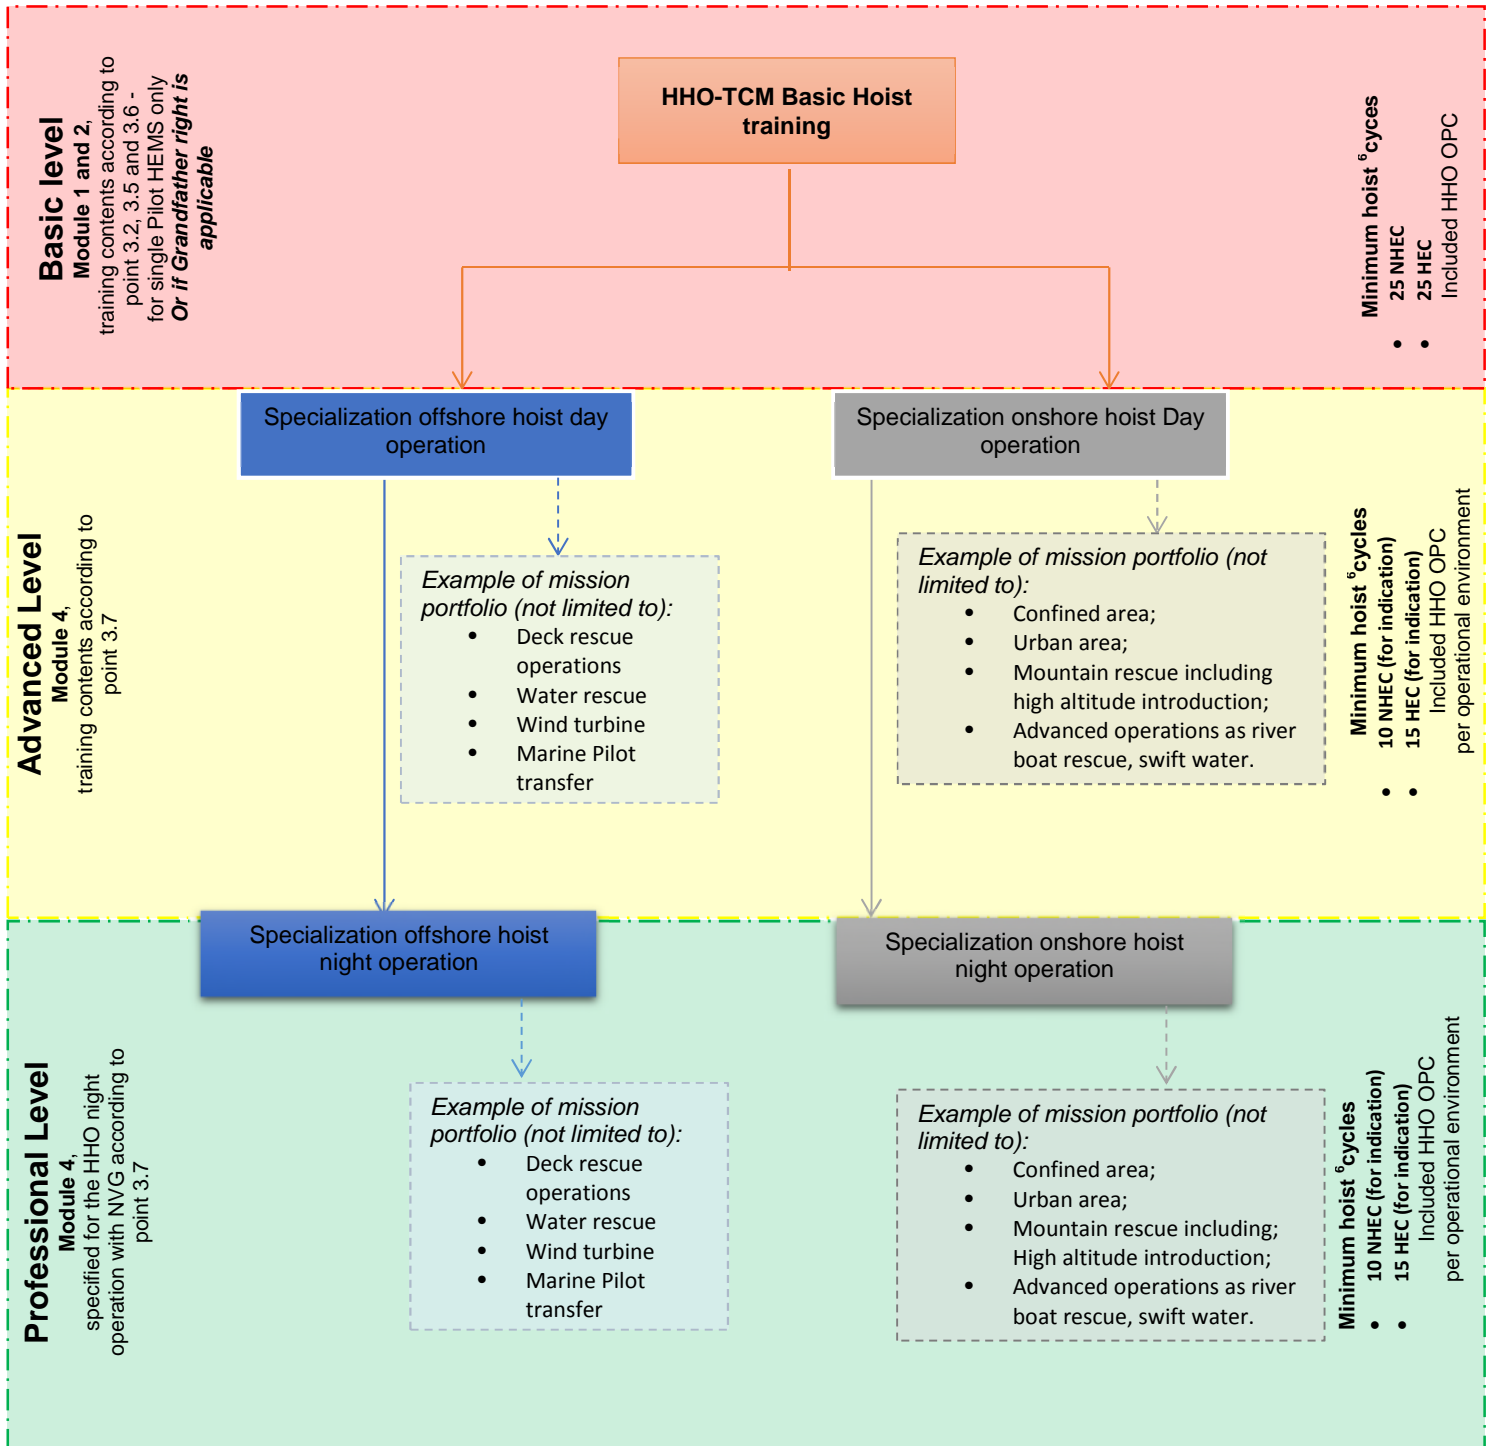 Basic level
Module 1 and 2,
training contents according to
point 3.2, 3.5 and 3.6 -
for single Pilot HEMS only
Or if Grandfather right is
applicable
HHO-TCM Basic Hoist
training
Minimum hoist ⁶cyces
• 25 NHEC
• 25 HEC
Included HHO OPC
Advanced Level
Module 4,
training contents according to
point 3.7
Specialization offshore hoist day
operation
Example of mission
portfolio (not limited to):
• Deck rescue
operations
• Water rescue
• Wind turbine
• Marine Pilot
transfer
Specialization onshore hoist Day
operation
Example of mission portfolio (not
limited to):
• Confined area;
• Urban area;
• Mountain rescue including
high altitude introduction;
• Advanced operations as river
boat rescue, swift water.
Minimum hoist ⁶cycles
• 10 NHEC (for indication)
• 15 HEC (for indication)
Included HHO OPC
per operational environment
Professional Level
Module 4,
specified for the HHO night
operation with NVG according to
point 3.7
Specialization offshore hoist
night operation
Example of mission
portfolio (not limited to):
• Deck rescue
operations
• Water rescue
• Wind turbine
• Marine Pilot
transfer
Specialization onshore hoist
night operation
Example of mission portfolio (not
limited to):
• Confined area;
• Urban area;
• Mountain rescue including;
High altitude introduction;
• Advanced operations as river
boat rescue, swift water.
Minimum hoist ⁶cycles
• 10 NHEC (for indication)
• 15 HEC (for indication)
Included HHO OPC
per operational environment